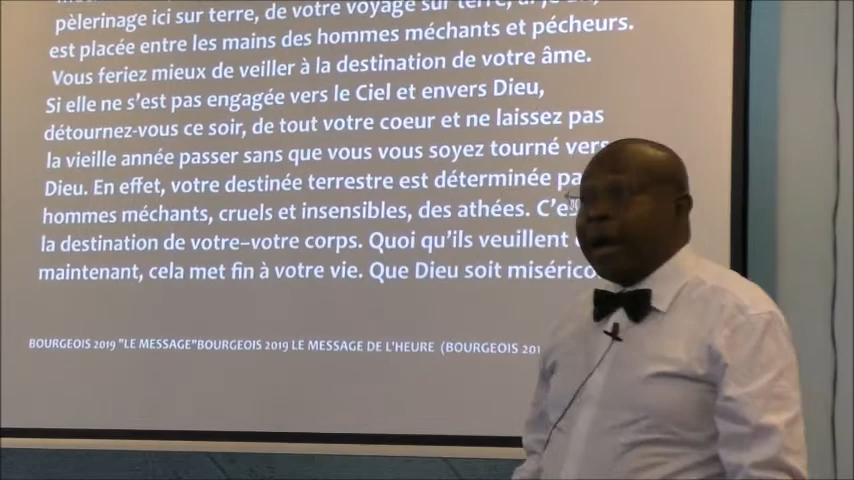 pèlerinage ici sur terre, de votre voyage sur terre,
est placée entre les mains des hommes méchants et pécheurs.
Vous feriez mieux de veiller à la destination de votre âme.
Si elle ne s'est pas engagée vers le Ciel et envers Dieu,
détournez-vous ce soir, de tout votre coeur et ne laissez pas
la vieille année passer sans que vous vous soyez tourné vers
Dieu. En effet, votre destinée terrestre est déterminée
hommes méchants, cruels et insensibles, des athées.
la destination de votre–votre corps. Quoi qu'ils veuillent
maintenant, cela met fin à votre vie. Que Dieu soit
BOURGEOIS 2019 "LE MESSAGE"BOURGEOIS 2019 LE MESSAGE DE L'HEURE (BOURGEOIS